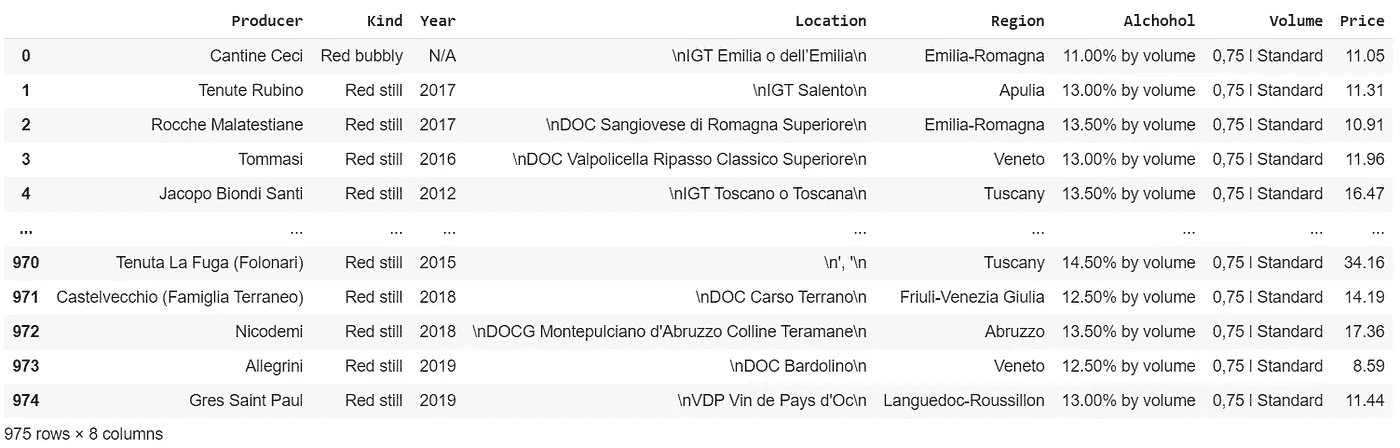 Producer Kind Year Location Region Alchohol Volume Price
0 Cantine Ceci Red bubbly N/A \nIGT Emilia o dell’Emilia\n Emilia-Romagna 11.00% by volume 0,75 l Standard 11.05
1 Tenute Rubino Red still 2017 \nIGT Salento\n Apulia 13.00% by volume 0,75 l Standard 11.31
2 Rocche Malatestiane Red still 2017 \nDOC Sangiovese di Romagna Superiore\n Emilia-Romagna 13.50% by volume 0,75 l Standard 10.91
3 Tommasi Red still 2016 \nDOC Valpolicella Ripasso Classico Superiore\n Veneto 13.00% by volume 0,75 l Standard 11.96
4 Jacopo Biondi Santi Red still 2012 \nIGT Toscano o Toscana\n Tuscany 13.50% by volume 0,75 l Standard 16.47
... ... ... ... ... ... ... ... ...
970 Tenuta La Fuga (Folonari) Red still 2015 \n', '\n Tuscany 14.50% by volume 0,75 l Standard 34.16
971 Castelvecchio (Famiglia Terraneo) Red still 2018 \nDOC Carso Terrano\n Friuli-Venezia Giulia 12.50% by volume 0,75 l Standard 14.19
972 Nicodemi Red still 2018 \nDOCG Montepulciano d'Abruzzo Colline Teramane\n Abruzzo 13.50% by volume 0,75 l Standard 17.36
973 Allegrini Red still 2019 \nDOC Bardolino\n Veneto 12.50% by volume 0,75 l Standard 8.59
974 Gres Saint Paul Red still 2019 \nVDP Vin de Pays d'Oc\n Languedoc-Roussillon 13.00% by volume 0,75 l Standard 11.44
975 rows × 8 columns